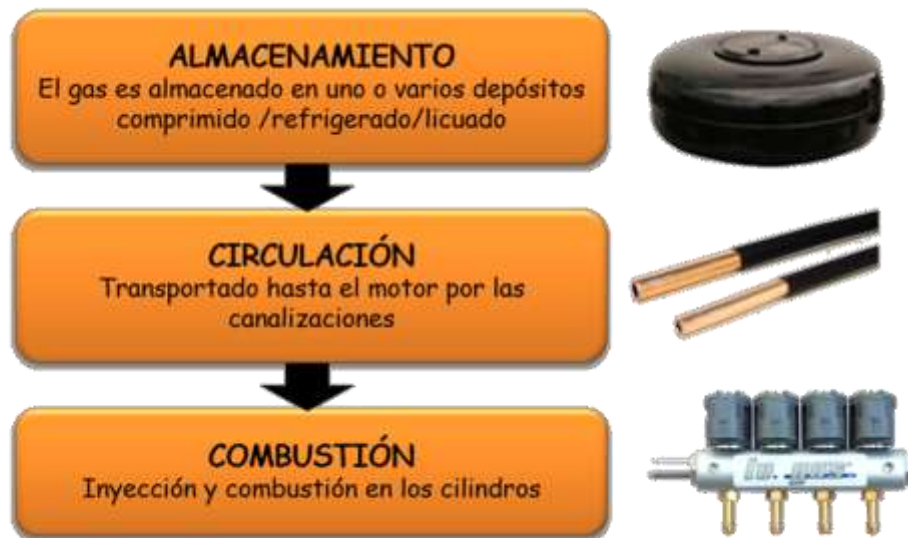 ALMACENAMIENTO
El gas es almacenado en uno o varios depósitos
comprimido /refrigerado/licuado
CIRCULACIÓN
Transportado hasta el motor por las
canalizaciones
COMBUSTIÓN
Inyección y combustión en los cilindros